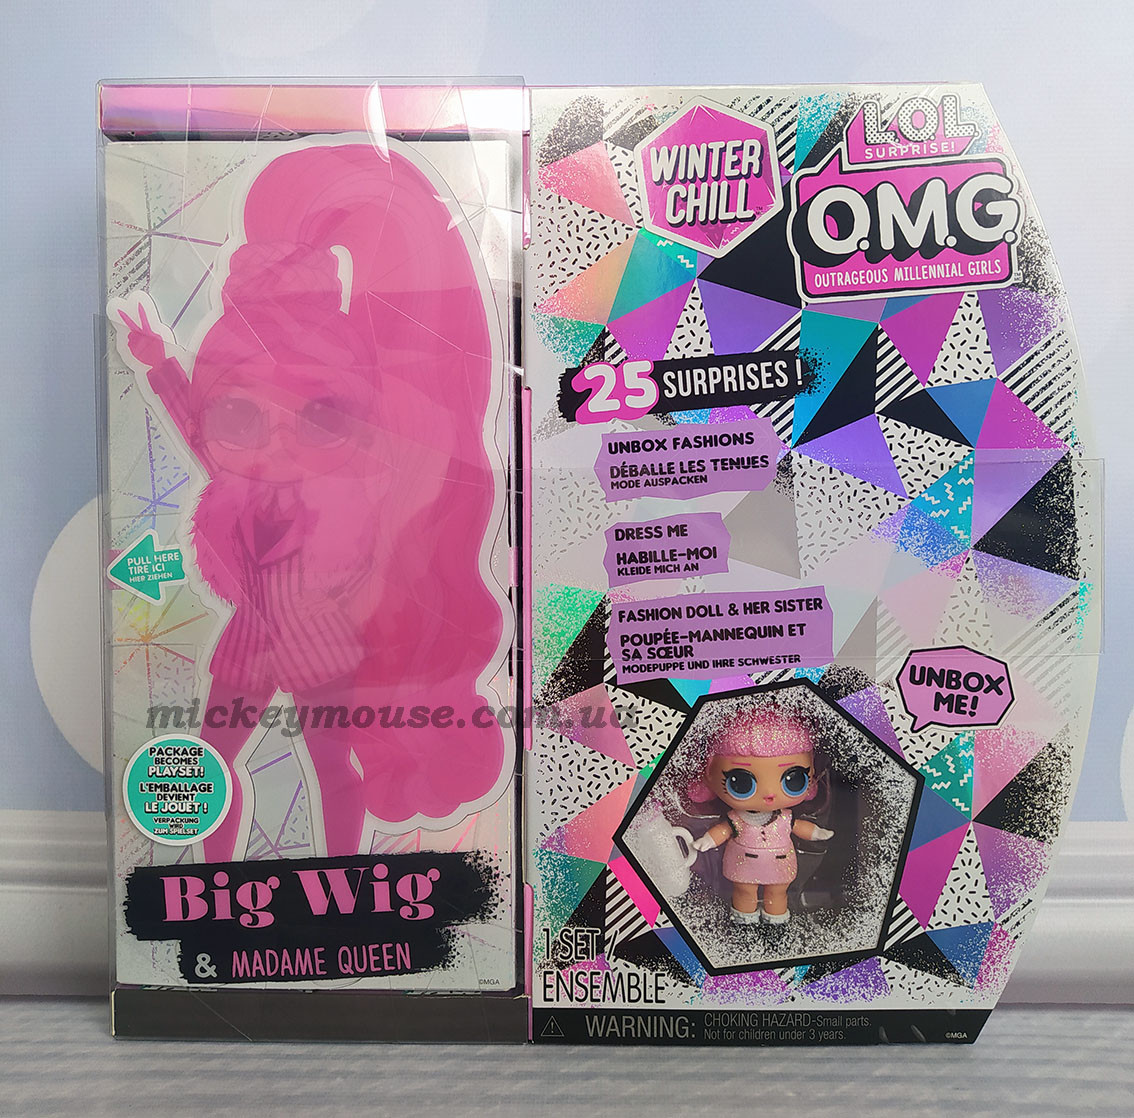 WINTER
CHILL™
L.O.L.
SURPRISE!
O.M.G.
OUTRAGEOUS MILLENNIAL GIRLS
25 SURPRISES!
UNBOX FASHIONS
DÉBALLE LES TENUES
MODE AUSPACKEN
DRESS ME
HABILLE-MOI
KLEIDE MICH AN
FASHION DOLL & HER SISTER
POUPÉE-MANNEQUIN ET
SA SŒUR
MODEPUPPE UND IHRE SCHWESTER
UNBOX
ME!
PULL HERE
TIRE ICI
HIER ZIEHEN
mickeymouse.com.ua
PACKAGE
BECOMES
PLAYSET!
L'EMBALLAGE
DEVIENT
LE JOUET !
VERPACKUNG
WIRD
ZUM SPIELSET
Big Wig
& MADAME QUEEN
©MGA
1 SET /
ENSEMBLE
WARNING: CHOKING HAZARD-Small parts.
Not for children under 3 years.
©MGA